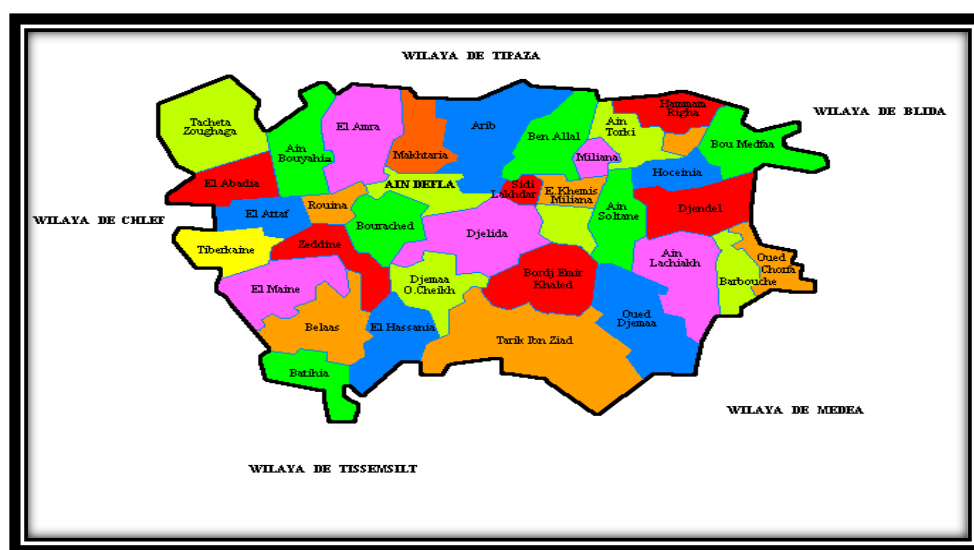 WILAYA DE TIPAZA
WILAYA DE BLIDA
Hammam
Righa
Tacheta
Zoughaga
El Amra
Arib
Ain
Torki
Ben Allal
Bou Medfaa
Ain
Bouyahia
Makhtaria
Miliana
Hoceinia
El Abadia
AIN DEFLA
Sidi
Lakhdar
E. Khemis
Miliana
Rouina
Djendel
WILAYA DE CHLEF
El Attaf
Bourached
Ain
Soltane
Djelida
Tiberkaine
Zeddine
Ain
Lachiakh
Oued
Chorfa
Barbouche
Djemaa
O.Cheikh
Bordj Emir
Khaled
El Maine
Oued
Djemaa
Belaas
El Hassania
Tarik Ibn Ziad
Batihia
WILAYA DE MEDEA
WILAYA DE TISSEMSILT